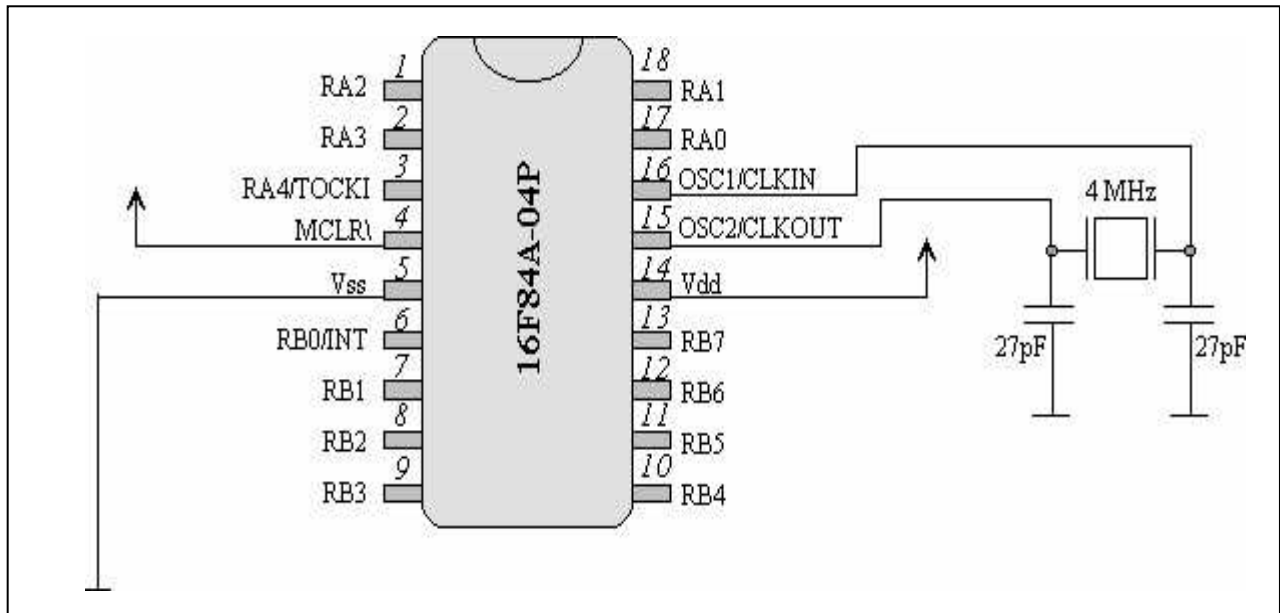 1
RA2
2
RA3
3
RA4/TOCKI
4
MCLR\
5
Vss
6
RB0/INT
7
RB1
8
RB2
9
RB3
16F84A-04P
18
RA1
17
RA0
16
OSC1/CLKIN
15
OSC2/CLKOUT
14
Vdd
13
RB7
12
RB6
11
RB5
10
RB4
4 MHz
27pF
27pF